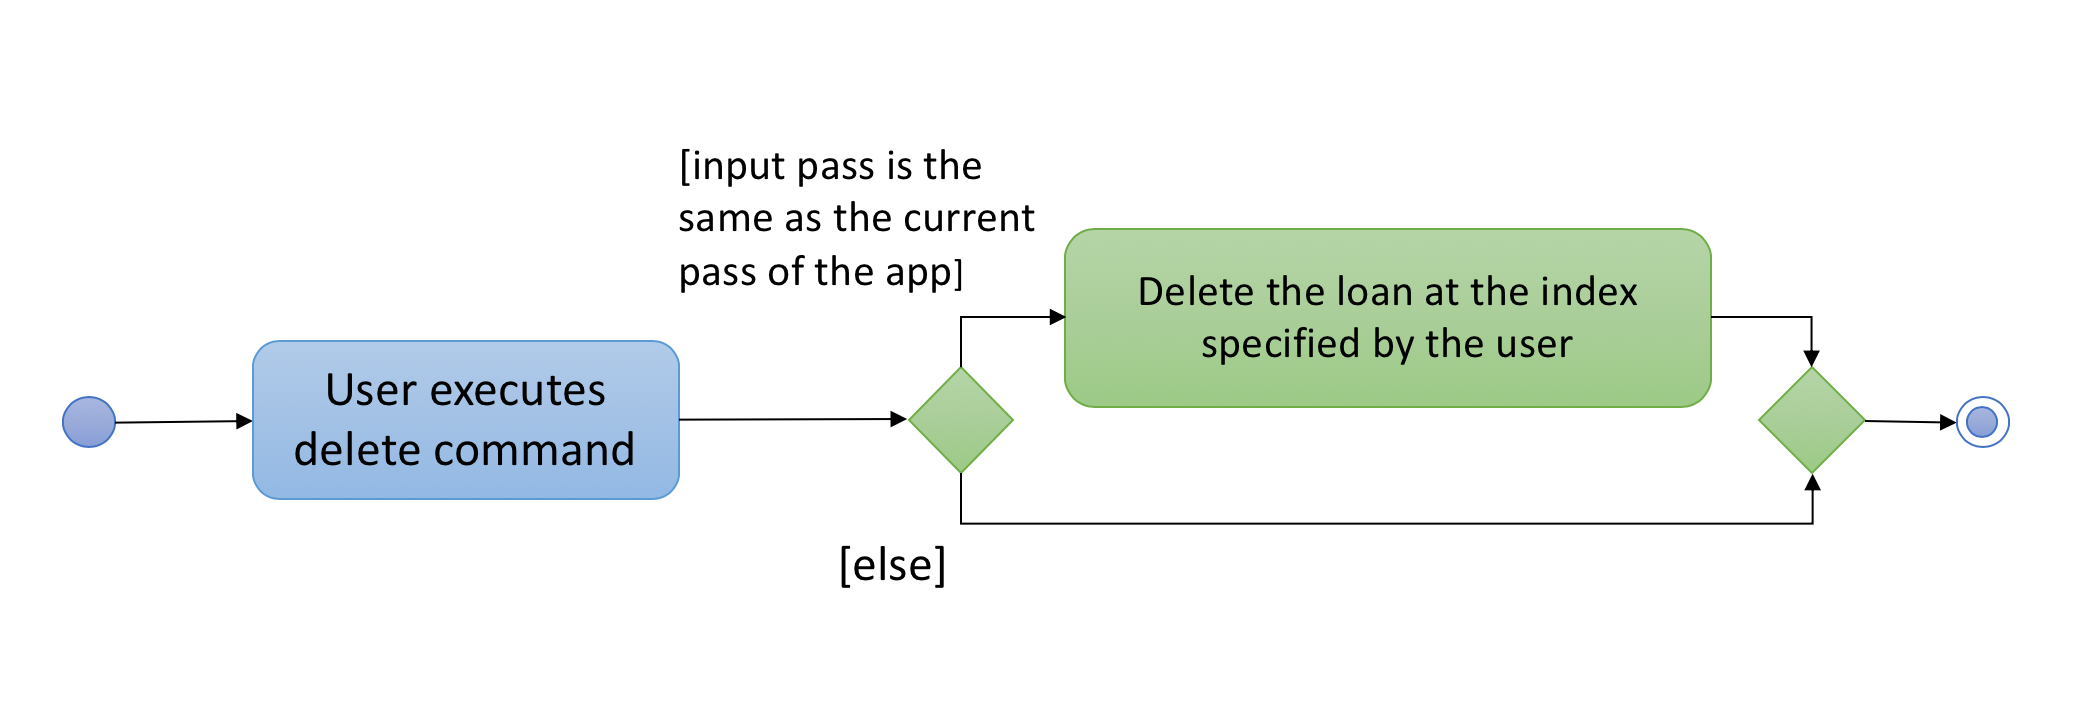 [input pass is the
same as the current
pass of the app]
Delete the loan at the index
specified by the user
User executes
delete command
[else]